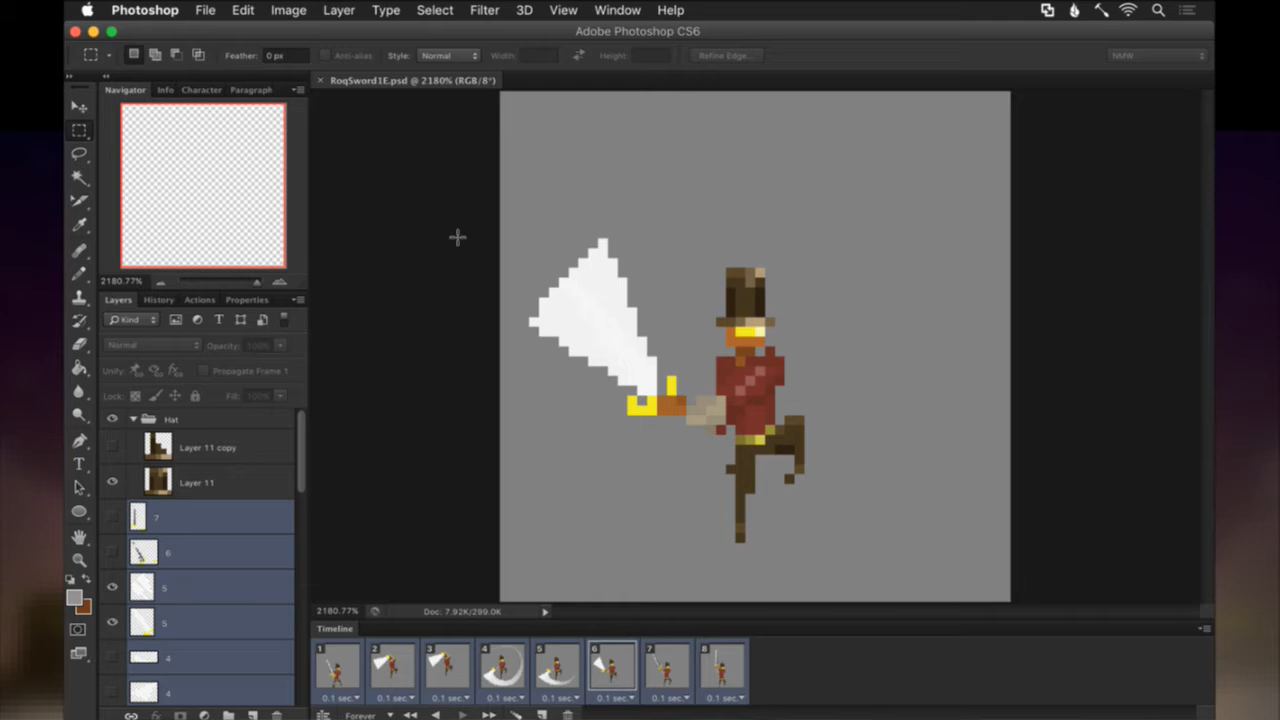 Photoshop File Edit Image Layer Type Select Filter 3D View Window Help
Adobe Photoshop CS6
Feather: 0 px Anti-alias Style: Normal Width: Height: Refine Edge... NMW
RoqSword1E.psd @ 2180% (RGB/8*)
Navigator Info Character Paragraph
2180.77%
Layers History Actions Properties
Kind
Normal Opacity: 100%
Unify: Propagate Frame 1
Lock: Fill: 100%
Hat
Layer 11 copy
Layer 11
7
6
5
5
4
4
2180.77% Doc: 7.92K/299.0K
Timeline
1 2 3 4 5 6 7 8
0.1 sec. 0.1 sec. 0.1 sec. 0.1 sec. 0.1 sec. 0.1 sec. 0.1 sec. 0.1 sec.
Forever